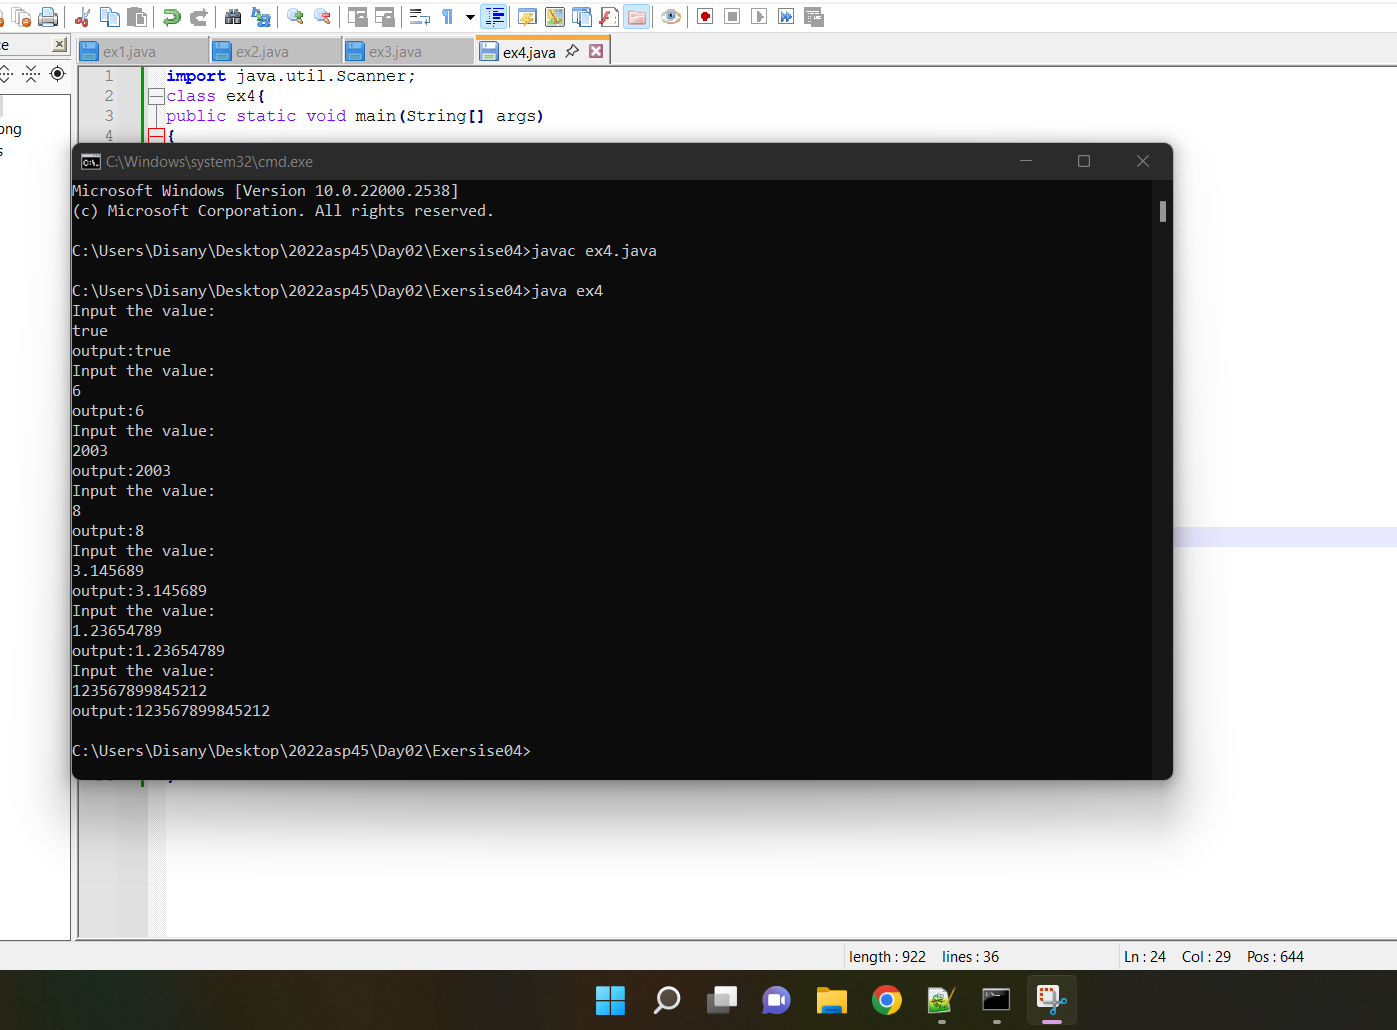 ce
ex1.java ex2.java ex3.java ex4.java
ong
s
1 import java.util.Scanner;
2 class ex4{
3 public static void main(String[] args)
4 {
C:\Windows\system32\cmd.exe
Microsoft Windows [Version 10.0.22000.2538]
(c) Microsoft Corporation. All rights reserved.
C:\Users\Disany\Desktop\2022asp45\Day02\Exersise04>javac ex4.java
C:\Users\Disany\Desktop\2022asp45\Day02\Exersise04>java ex4
Input the value:
true
output:true
Input the value:
6
output:6
Input the value:
2003
output:2003
Input the value:
8
output:8
Input the value:
3.145689
output:3.145689
Input the value:
1.23654789
output:1.23654789
Input the value:
123567899845212
output:123567899845212
C:\Users\Disany\Desktop\2022asp45\Day02\Exersise04>
length : 922 lines : 36 Ln : 24 Col : 29 Pos : 644